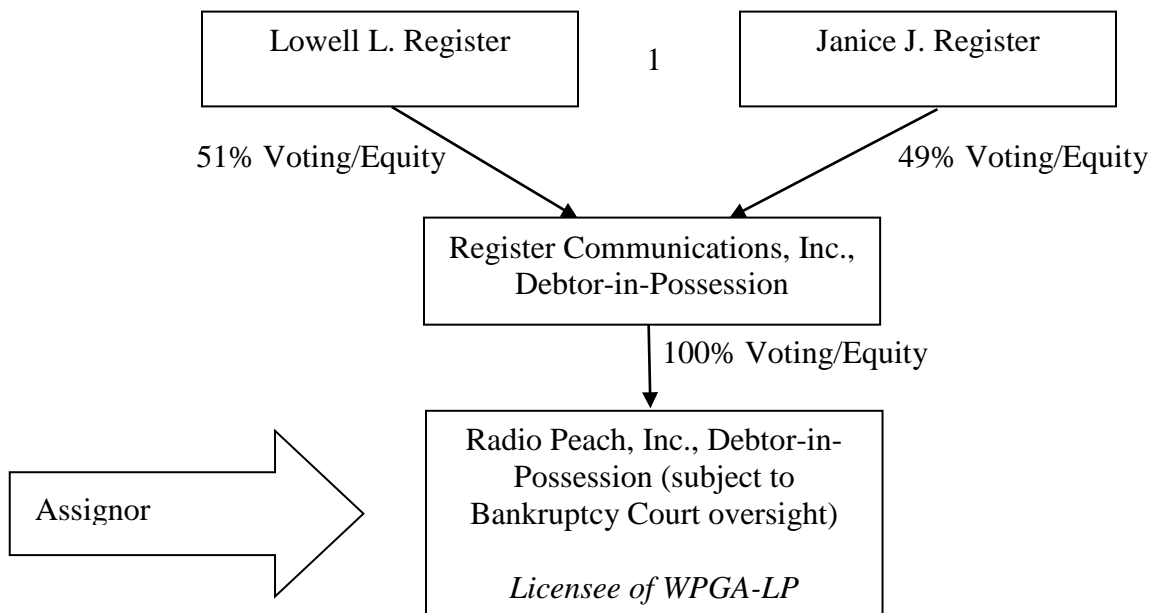 Lowell L. Register
1
Janice J. Register
51% Voting/Equity
49% Voting/Equity
Register Communications, Inc.,
Debtor-in-Possession
100% Voting/Equity
Radio Peach, Inc., Debtor-in-
Possession (subject to
Bankruptcy Court oversight)
Assignor
Licensee of WPGA-LP